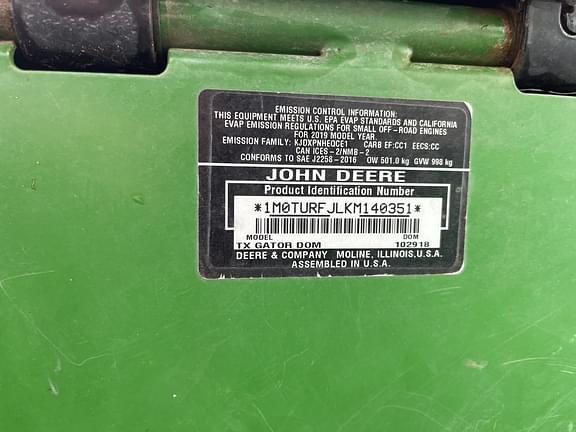 EMISSION CONTROL INFORMATION:
THIS EQUIPMENT MEETS U.S. EPA EVAP STANDARDS AND CALIFORNIA
EVAP EMISSION REGULATIONS FOR SMALL OFF-ROAD ENGINES
FOR 2019 MODEL YEAR.
EMISSION FAMILY: KJDXPNHEQCE1 CARB EF:CC1 EECS:CC
CAN ICES-2/NMB-2
CONFORMS TO SAE J2258-2016 OW 501.0 kg GVW 998 kg
JOHN DEERE
Product Identification Number
*1M0TURFJLKM140351*
MODEL DOM
TX GATOR DOM 102918
DEERE & COMPANY MOLINE, ILLINOIS, U.S.A.
ASSEMBLED IN U.S.A.